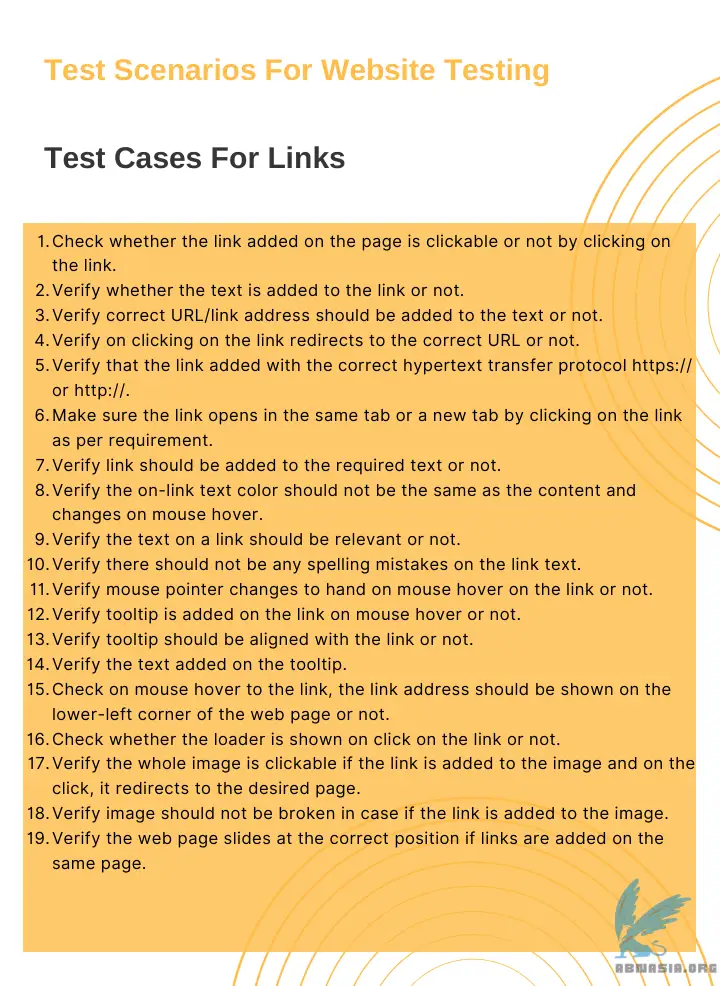 Test Scenarios For Website Testing
Test Cases For Links
1. Check whether the link added on the page is clickable or not by clicking on
the link.
2. Verify whether the text is added to the link or not.
3. Verify correct URL/link address should be added to the text or not.
4. Verify on clicking on the link redirects to the correct URL or not.
5. Verify that the link added with the correct hypertext transfer protocol https://
or http://.
6. Make sure the link opens in the same tab or a new tab by clicking on the link
as per requirement.
7. Verify link should be added to the required text or not.
8. Verify the on-link text color should not be the same as the content and
changes on mouse hover.
9. Verify the text on a link should be relevant or not.
10. Verify there should not be any spelling mistakes on the link text.
11. Verify mouse pointer changes to hand on mouse hover on the link or not.
12. Verify tooltip is added on the link on mouse hover or not.
13. Verify tooltip should be aligned with the link or not.
14. Verify the text added on the tooltip.
15. Check on mouse hover to the link, the link address should be shown on the
lower-left corner of the web page or not.
16. Check whether the loader is shown on click on the link or not.
17. Verify the whole image is clickable if the link is added to the image and on the
click, it redirects to the desired page.
18. Verify image should not be broken in case if the link is added to the image.
19. Verify the web page slides at the correct position if links are added on the
same page.
ABNASIA.ORG